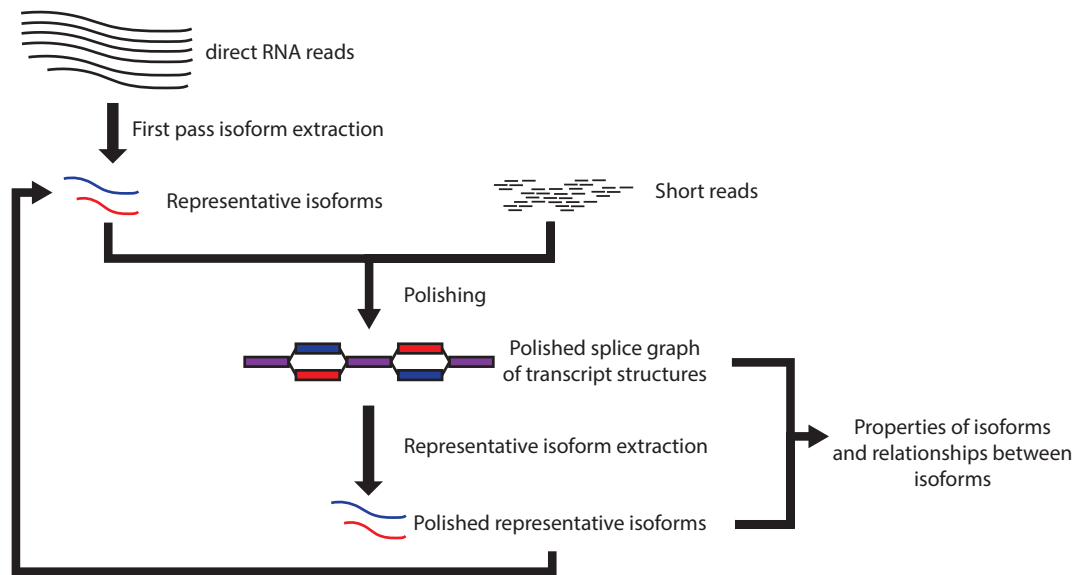 direct RNA reads
First pass isoform extraction
Representative isoforms
Short reads
Polishing
Polished splice graph
of transcript structures
Representative isoform extraction
Properties of isoforms
and relationships between
isoforms
Polished representative isoforms